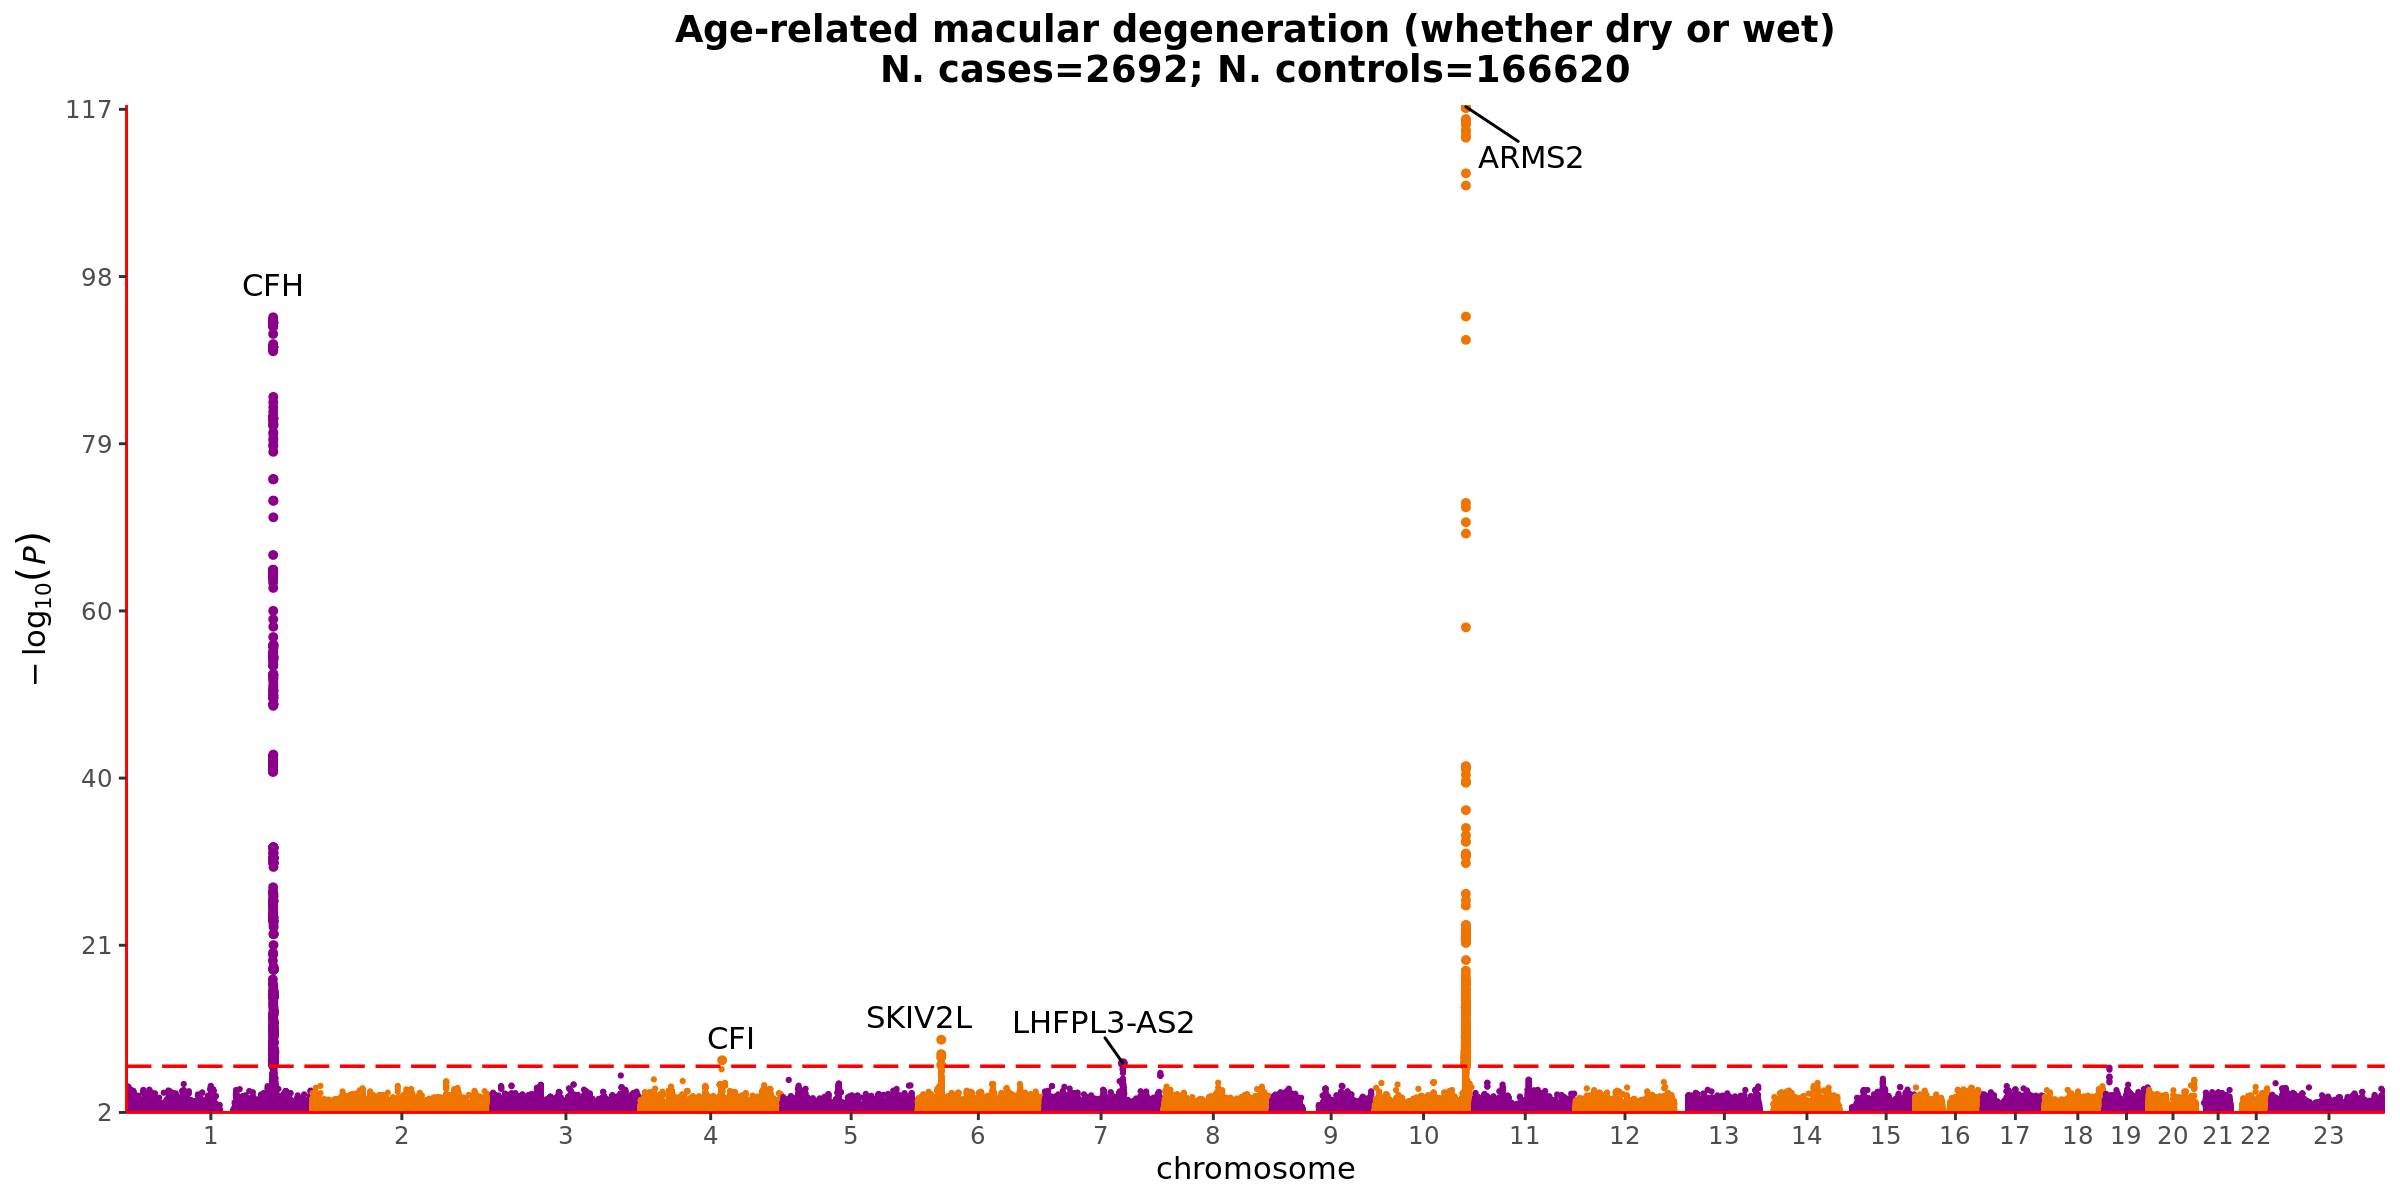 Age-related macular degeneration (whether dry or wet)
N. cases=2692; N. controls=166620
117
98
79
60
40
21
2
−log10(P)
ARMS2
CFH
SKIV2L
LHFPL3-AS2
CFI
1 2 3 4 5 6 7 8 9 10 11 12 13 14 15 16 17 18 19 20 21 22 23
chromosome